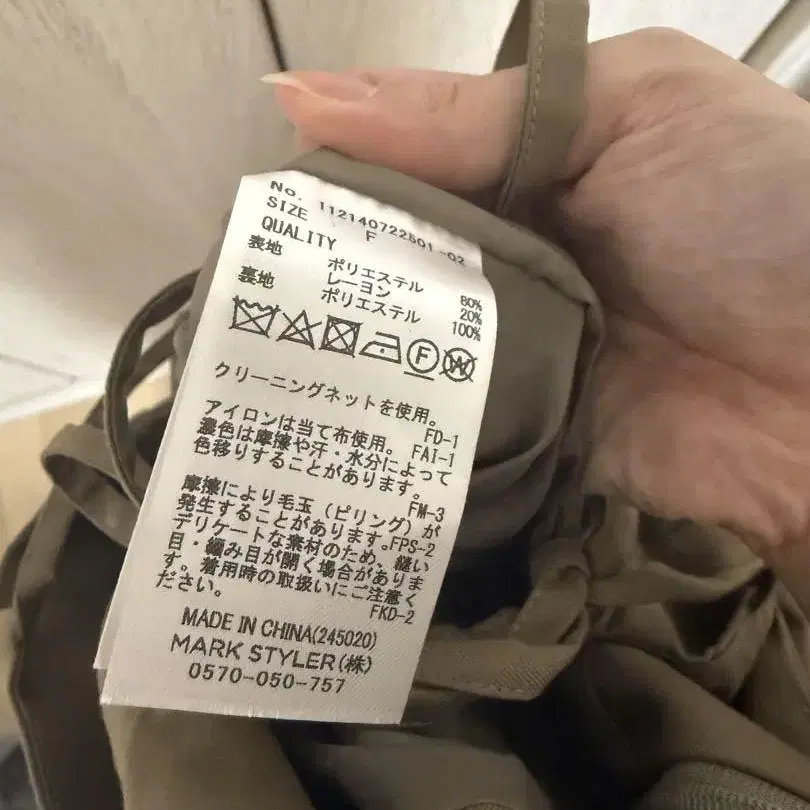 No. 112140722801-02
SIZE F
QUALITY
表地 ポリエステル 80%
レーヨン 20%
裏地 ポリエステル 100%
F W
クリーニングネットを使用。
FD-1
アイロンは当て布使用。 FAI-1
濃色は摩擦や汗・水分によって
色移りすることがあります。
FM-3
摩擦により毛玉（ピリング）が
発生することがあります。FPS-2
デリケートな素材のため、縫い
目・編み目が開く場合がありま
す。着用時の取扱いにご注意く
ださい。
FKD-2
MADE IN CHINA(245020)
MARK STYLER(株)
0570-050-757